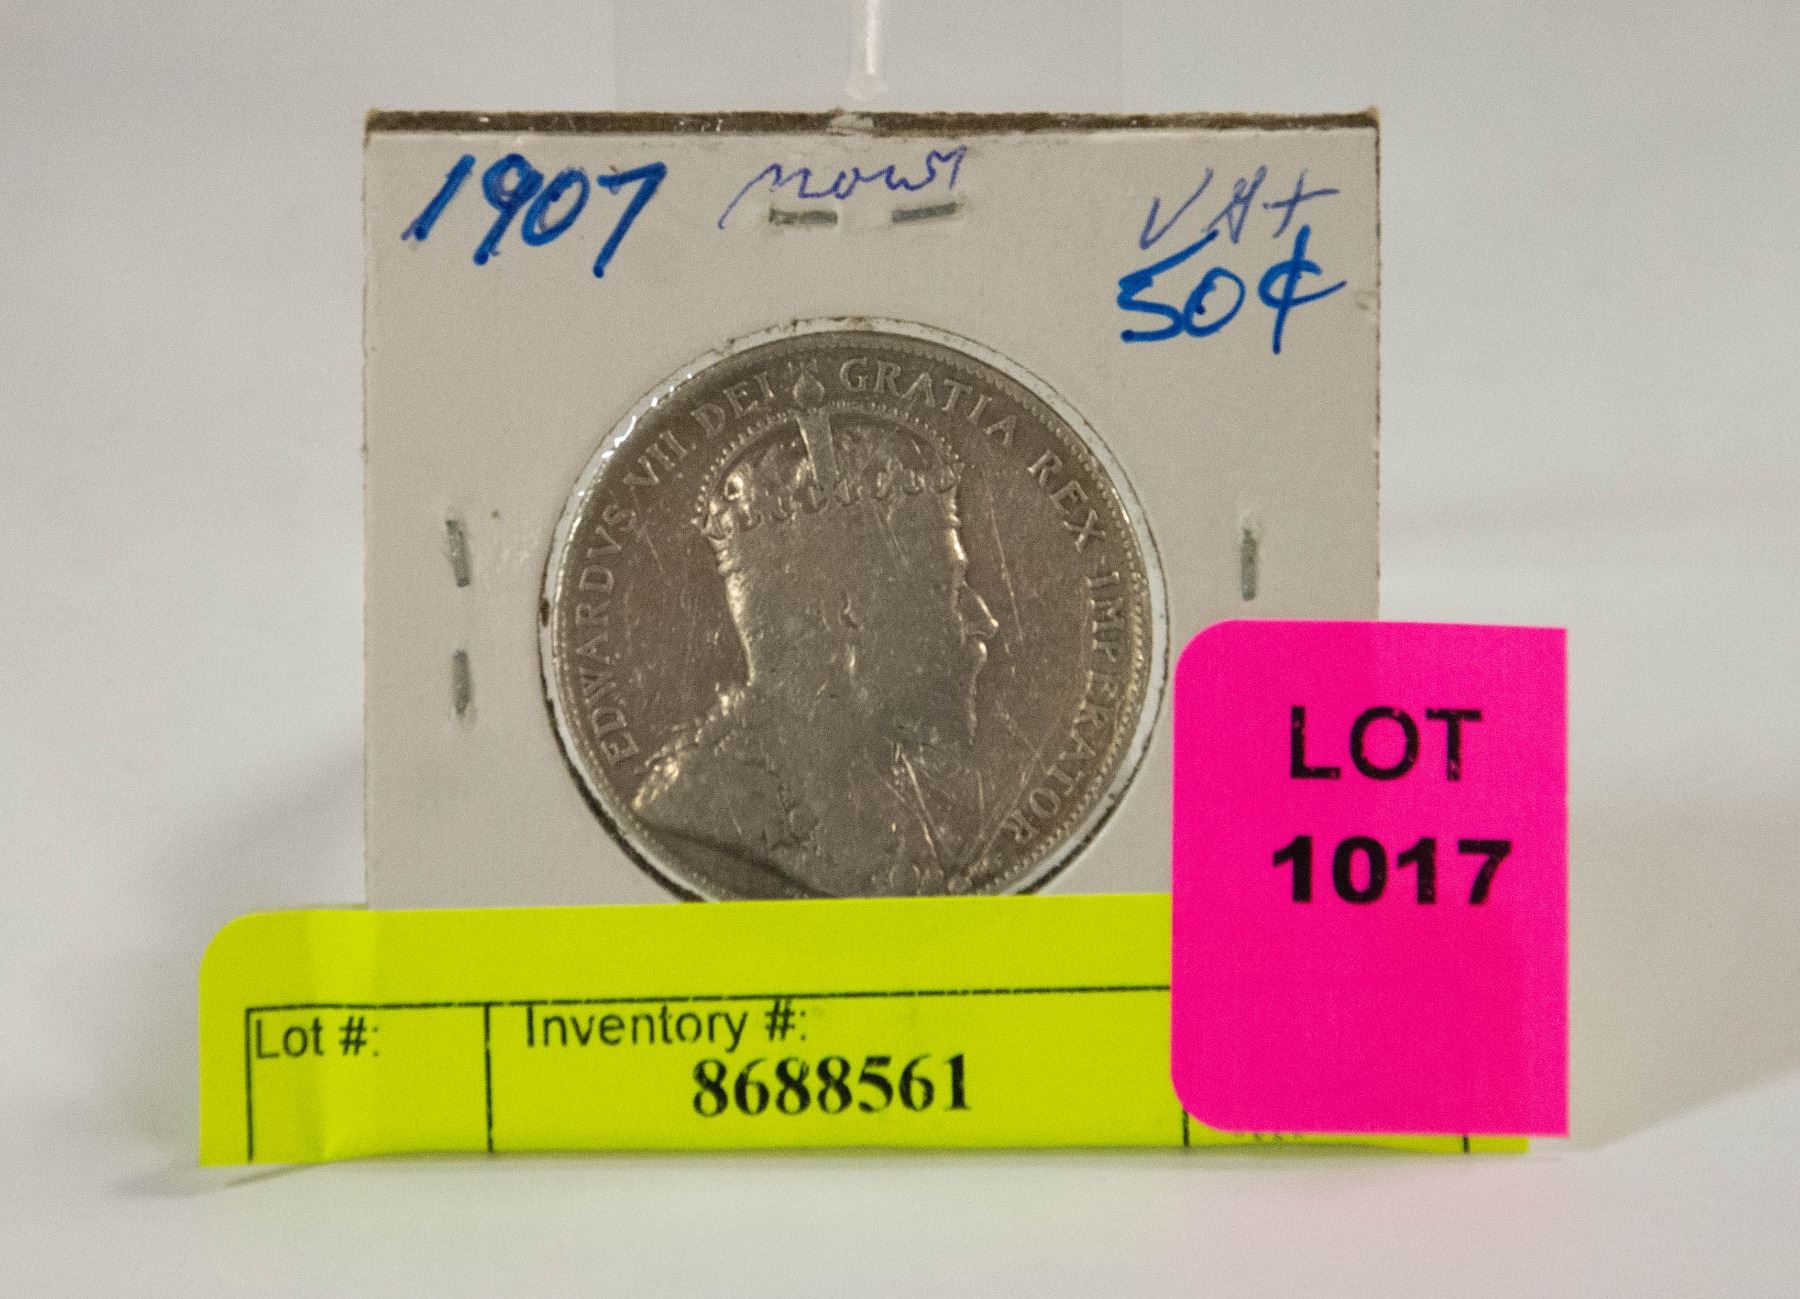 1907
VG+
50¢
EDWARDVS VII DEI GRATIA REX IMPERATOR
LOT
1017
Lot #:
Inventory #:
8688561